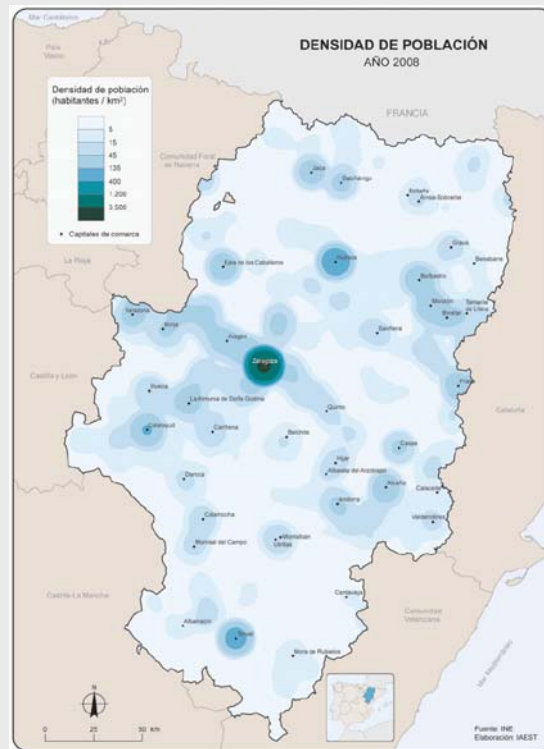 DENSIDAD DE POBLACIÓN
AÑO 2008
Mar Cantábrico
País
Vasco
FRANCIA
Densidad de población
(habitantes / km²)
5
15
45
135
400
1.200
3.500
Capitales de comarca
Comunidad Foral
de Navarra
La Rioja
Castilla y León
Castilla-La Mancha
Cataluña
Comunidad
Valenciana
Mar Mediterráneo
Jaca
Sabiñánigo
Boltaña
Aínsa-Sobrarbe
Graus
Benabarre
Ejea de los Caballeros
Huesca
Barbastro
Monzón
Tamarite
de Litera
Binéfar
Tarazona
Borja
Alagón
Sariñena
Zaragoza
Fraga
Illueca
La Almunia de Doña Godina
Quinto
Calatayud
Cariñena
Belchite
Caspe
Híjar
Albalate del Arzobispo
Daroca
Alcañiz
Calaceite
Andorra
Valderrobres
Calamocha
Montalbán
Utrillas
Monreal del Campo
Cantavieja
Albarracín
Teruel
Mora de Rubielos
N
0 25 50 Km
Fuente: INE
Elaboración: IAEST